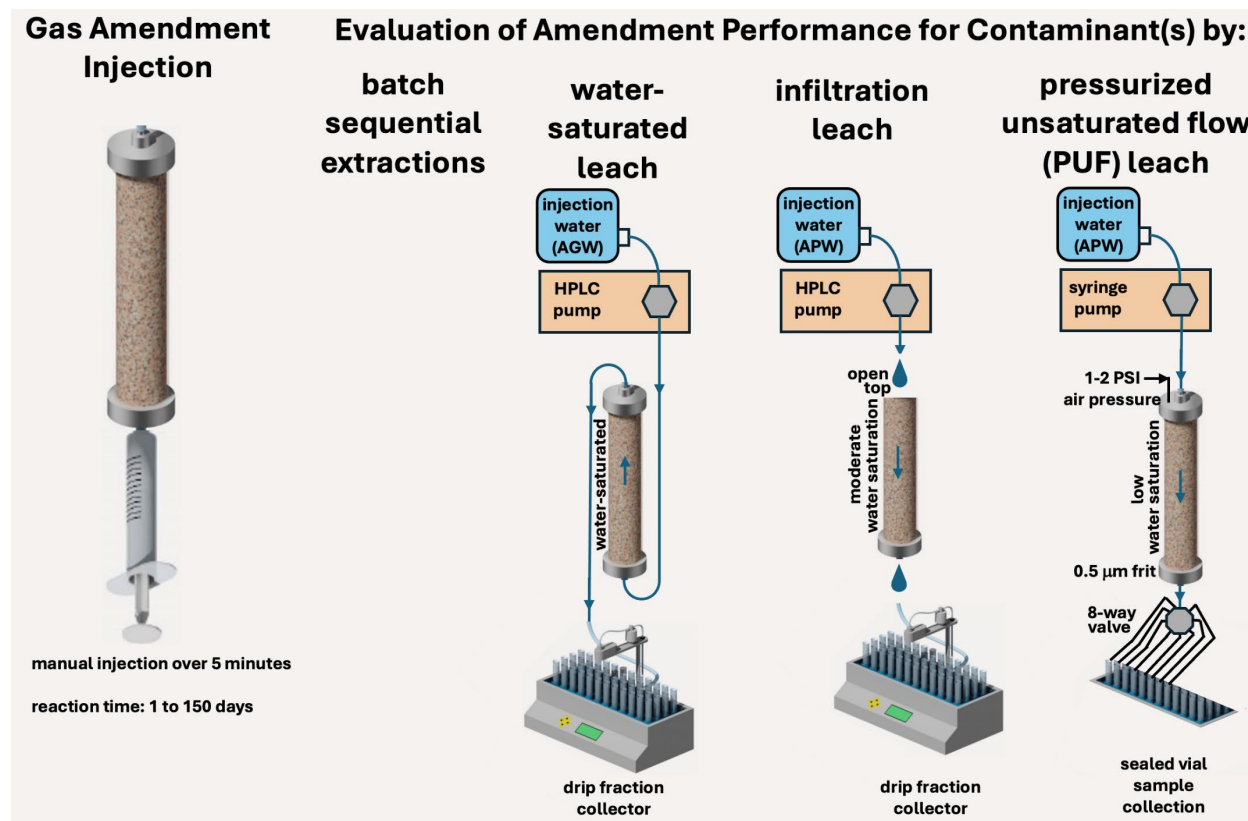 Gas Amendment
Injection
manual injection over 5 minutes
reaction time: 1 to 150 days
Evaluation of Amendment Performance for Contaminant(s) by:
batch
sequential
extractions
water-
saturated
leach
injection
water
(AGW)
HPLC
pump
water-saturated
drip fraction
collector
infiltration
leach
injection
water
(APW)
HPLC
pump
open
top
moderate
water saturation
drip fraction
collector
pressurized
unsaturated flow
(PUF) leach
injection
water
(APW)
syringe
pump
1-2 PSI
air pressure
low
water saturation
0.5 μm frit
8-way
valve
sealed vial
sample
collection